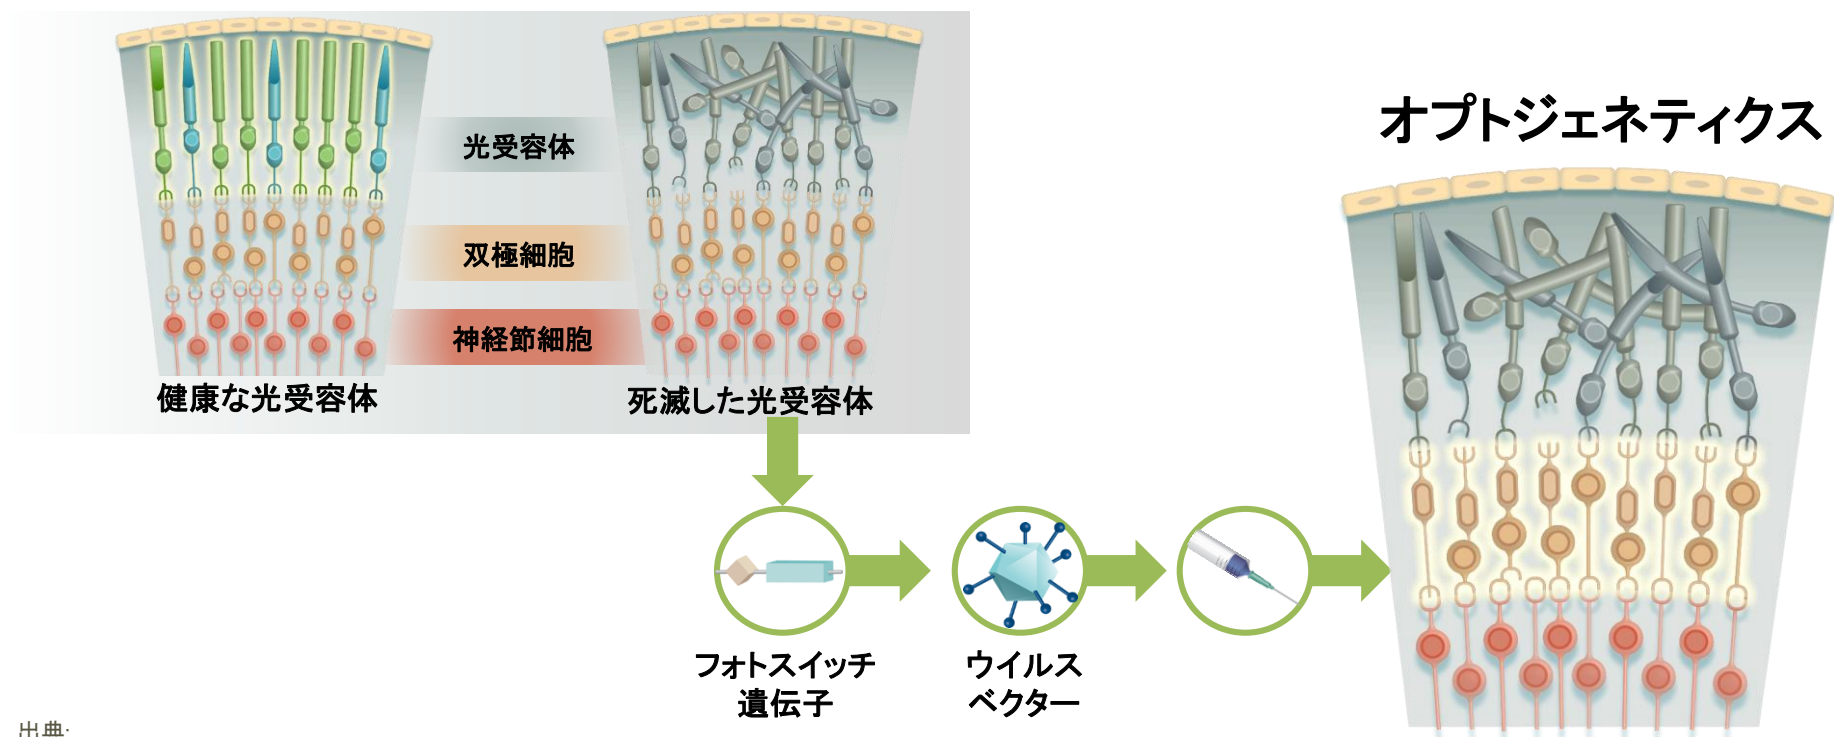 オプトジェネティクス
光受容体
双極細胞
神経節細胞
健康な光受容体
死滅した光受容体
フォトスイッチ
遺伝子
ウイルス
ベクター
出典: